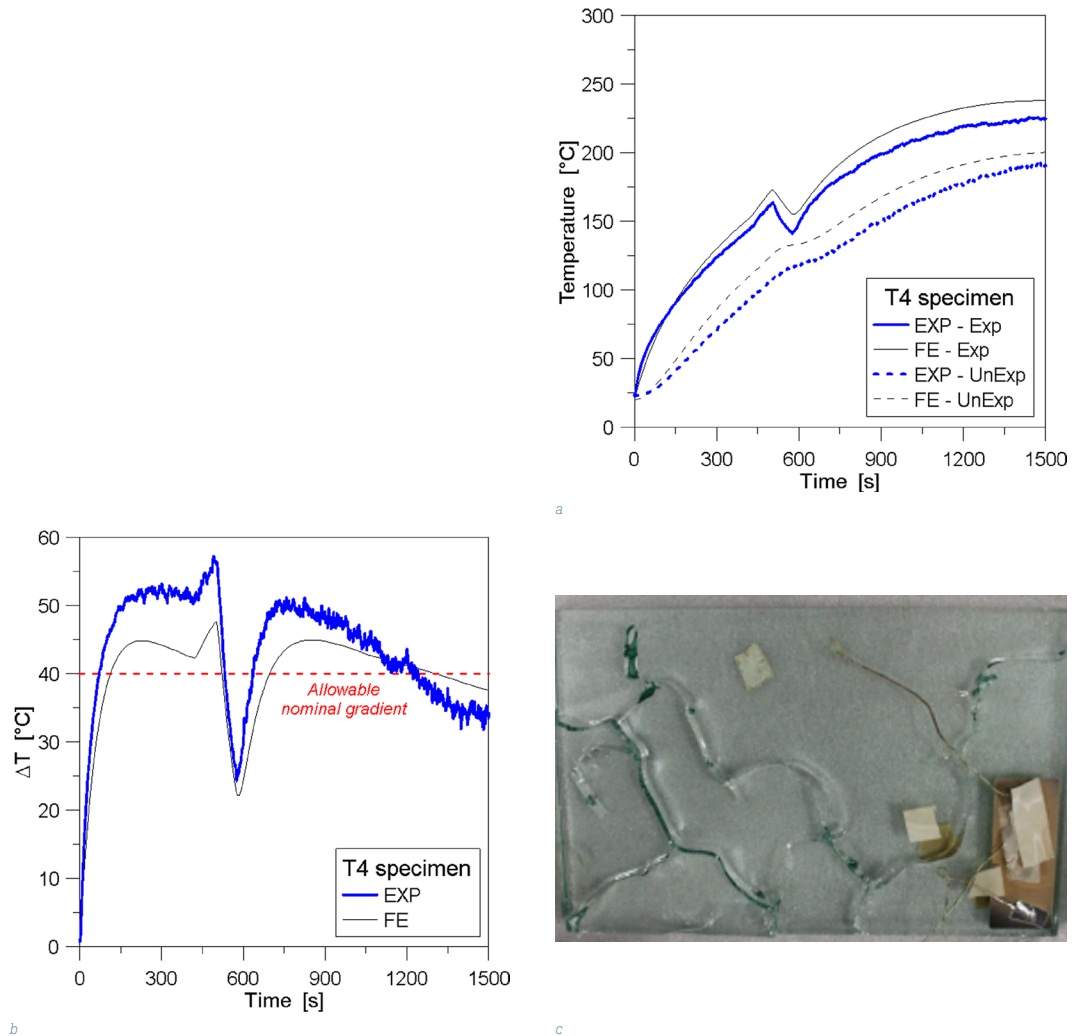 300
250
200
150
100
50
0
Temperature [°C]
T4 specimen
EXP - Exp
FE - Exp
EXP - UnExp
FE - UnExp
0 300 600 900 1200 1500
Time [s]
a
60
50
40
30
20
10
0
ΔT [°C]
Allowable
nominal gradient
T4 specimen
EXP
FE
0 300 600 900 1200 1500
Time [s]
b
c